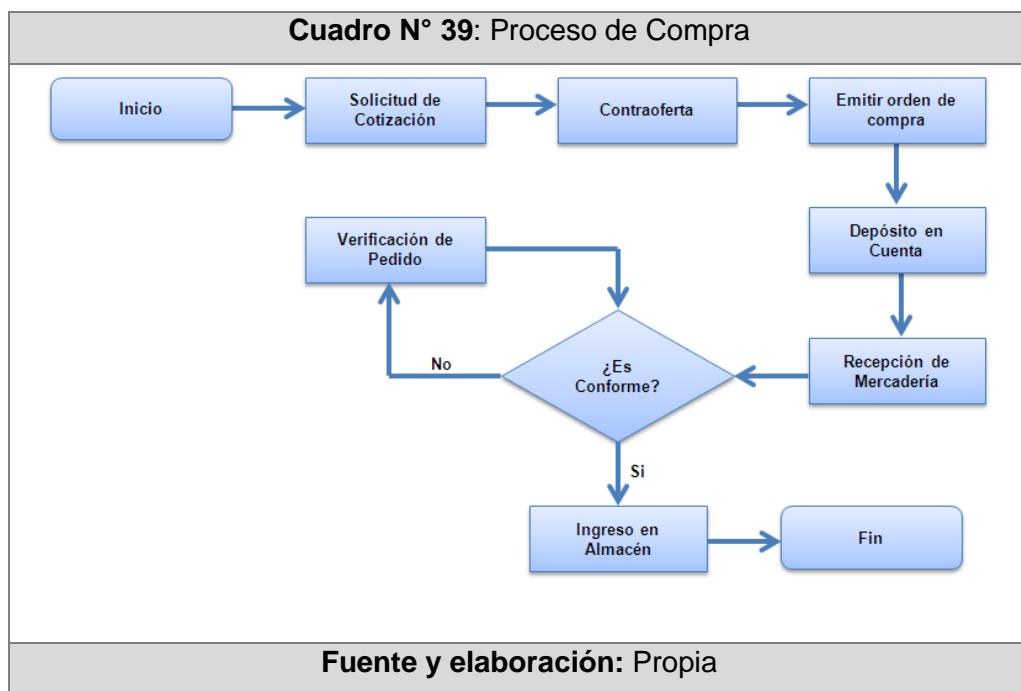 Cuadro N° 39: Proceso de Compra
Inicio
Solicitud de
Cotización
Contraoferta
Emitir orden de
compra
Depósito en
Cuenta
Recepción de
Mercadería
¿Es
Conforme?
No
Verificación de
Pedido
Si
Ingreso en
Almacén
Fin
Fuente y elaboración: Propia